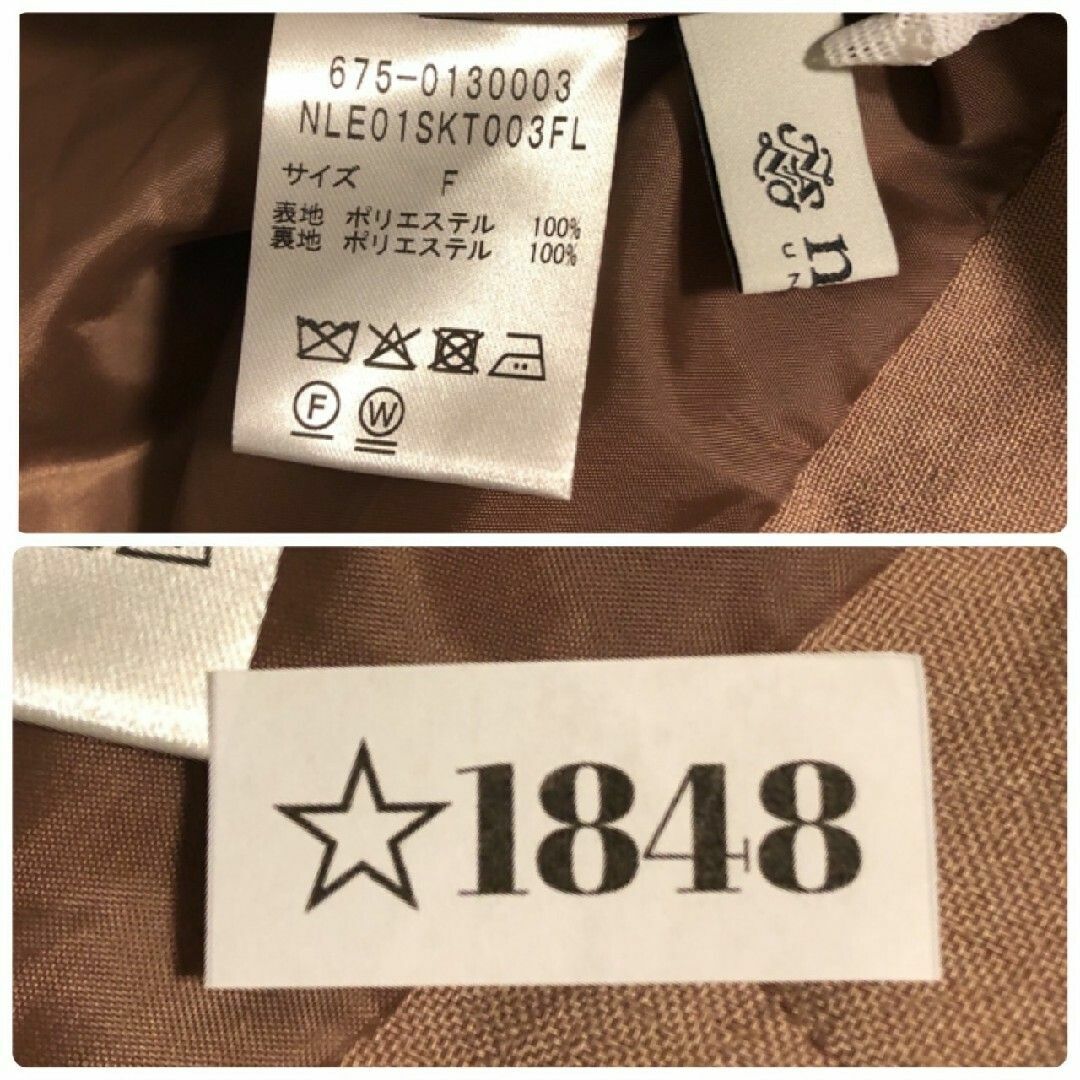 675-0130003
NLE01SKT003FL
サイズ F
表地 ポリエステル 100%
裏地 ポリエステル 100%
F W
n
☆1848